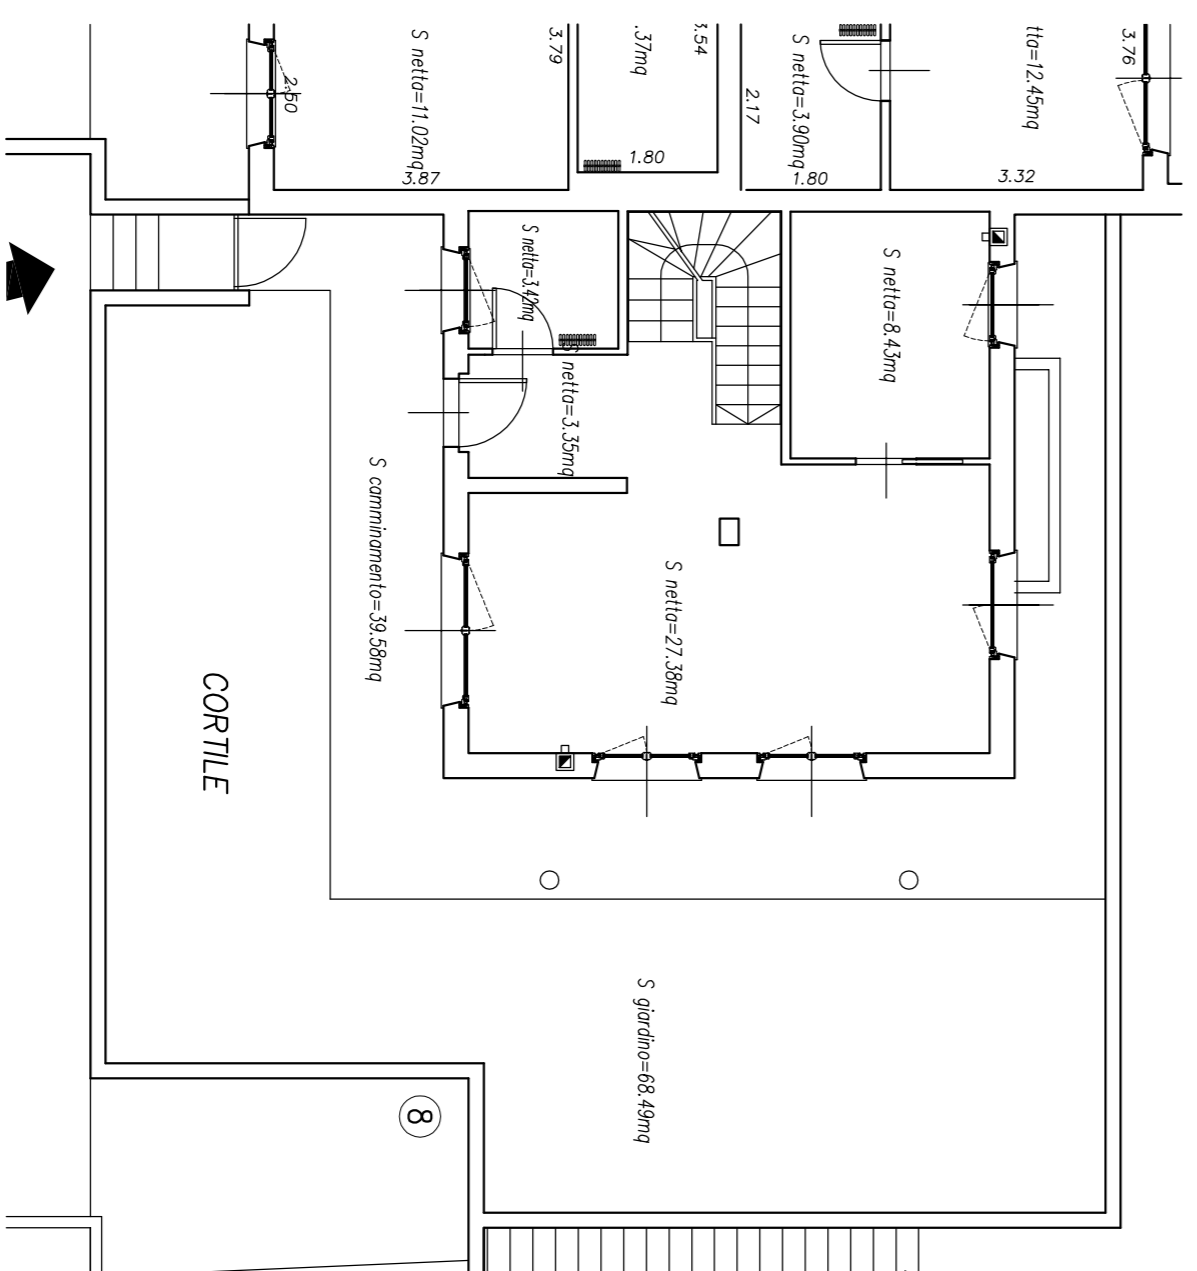 S netta=11.02mq
3.79
.37mq
3.54
S netta=3.90mq
tta=12.45mq
3.76
2.50
2.17
3.87
1.80
1.80
3.32
S netta=3.42mq
S netta=8.43mq
S netta=3.35mq
S camminamento=39.58mq
S netta=27.38mq
CORTILE
S giardino=68.49mq
8